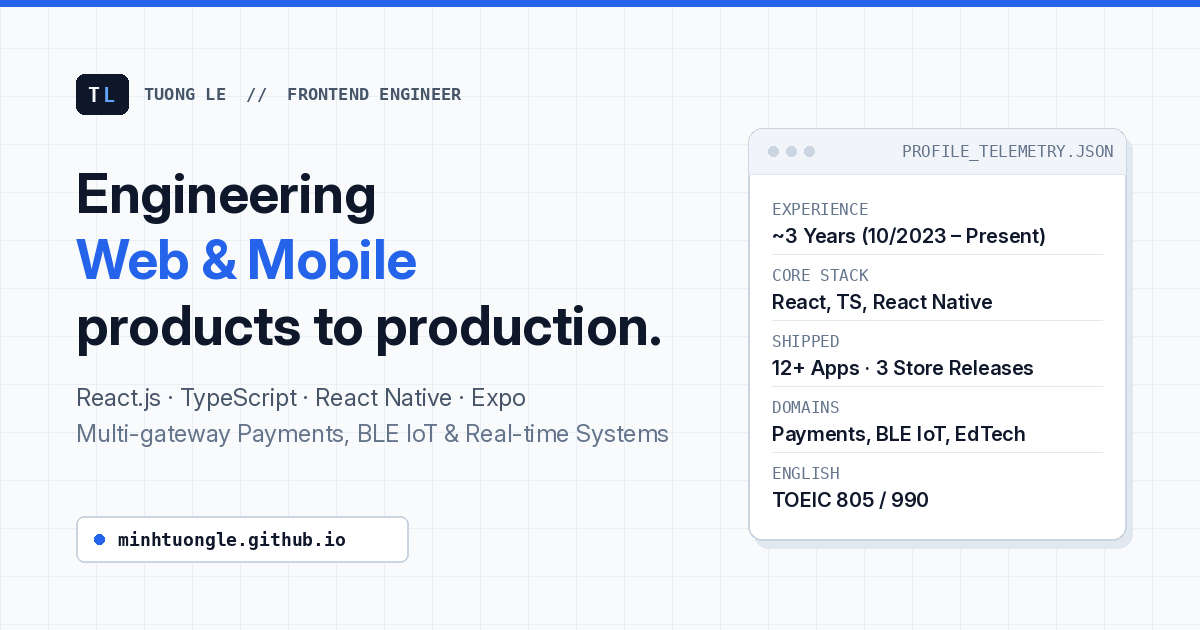 TL
TUONG LE // FRONTEND ENGINEER
Engineering
Web & Mobile
products to production.
React.js · TypeScript · React Native · Expo
Multi-gateway Payments, BLE IoT & Real-time Systems
minhtuongle.github.io
PROFILE_TELEMETRY.JSON
EXPERIENCE
~3 Years (10/2023 – Present)
CORE STACK
React, TS, React Native
SHIPPED
12+ Apps · 3 Store Releases
DOMAINS
Payments, BLE IoT, EdTech
ENGLISH
TOEIC 805 / 990